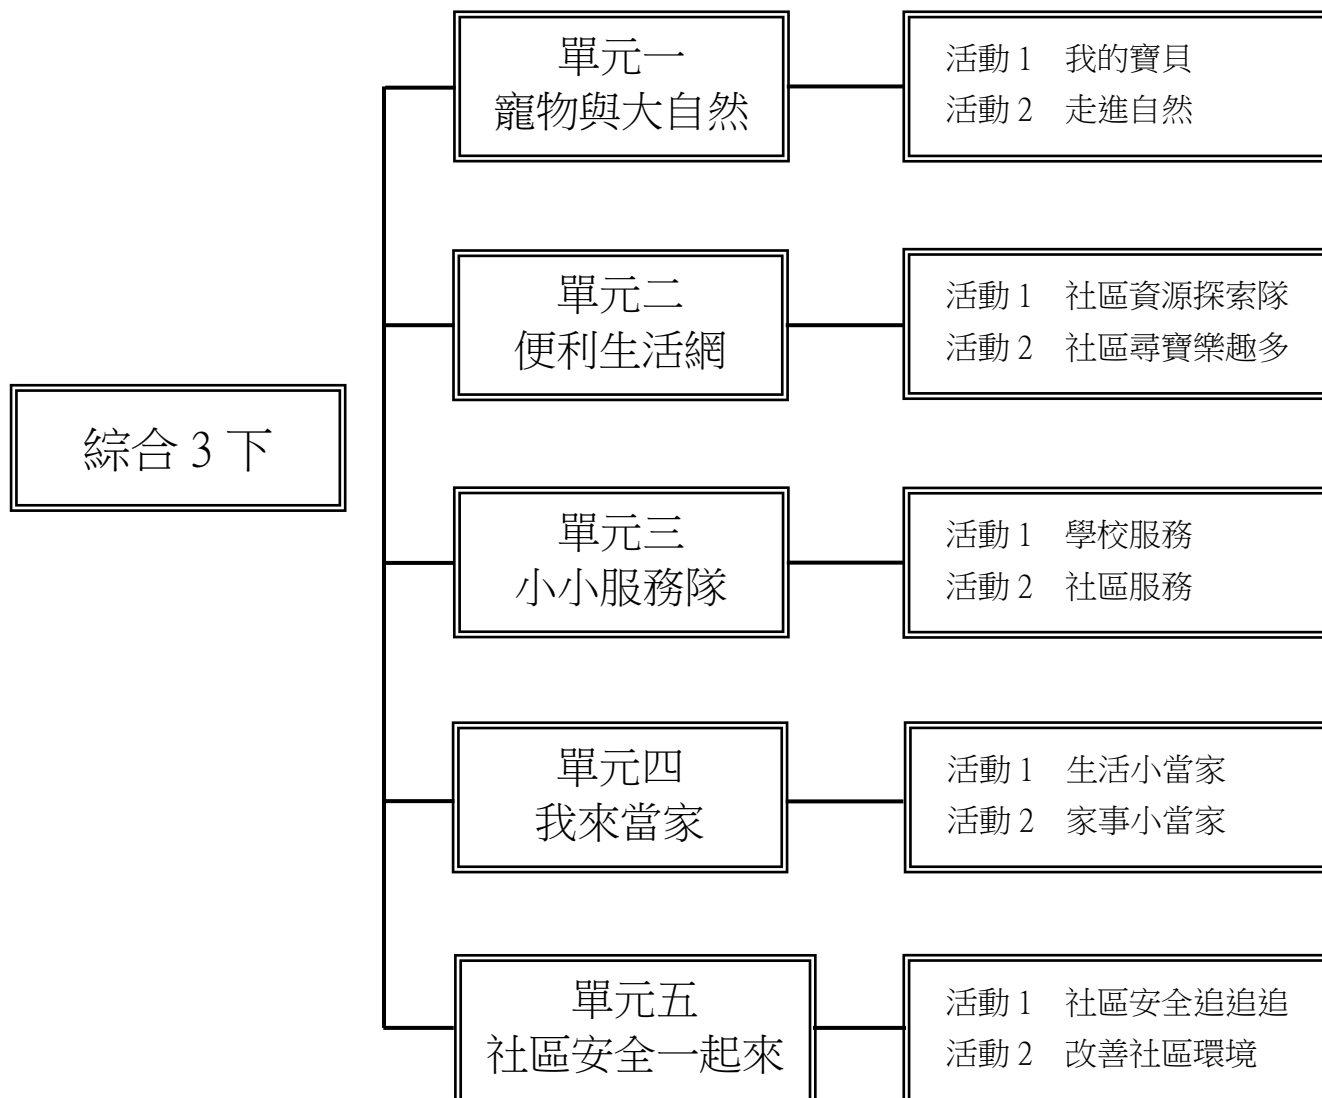 綜合 3 下
單元一
寵物與大自然
活動 1 我的寶貝
活動 2 走進自然
單元二
便利生活網
活動 1 社區資源探索隊
活動 2 社區尋寶樂趣多
單元三
小小服務隊
活動 1 學校服務
活動 2 社區服務
單元四
我來當家
活動 1 生活小當家
活動 2 家事小當家
單元五
社區安全一起來
活動 1 社區安全追追追
活動 2 改善社區環境